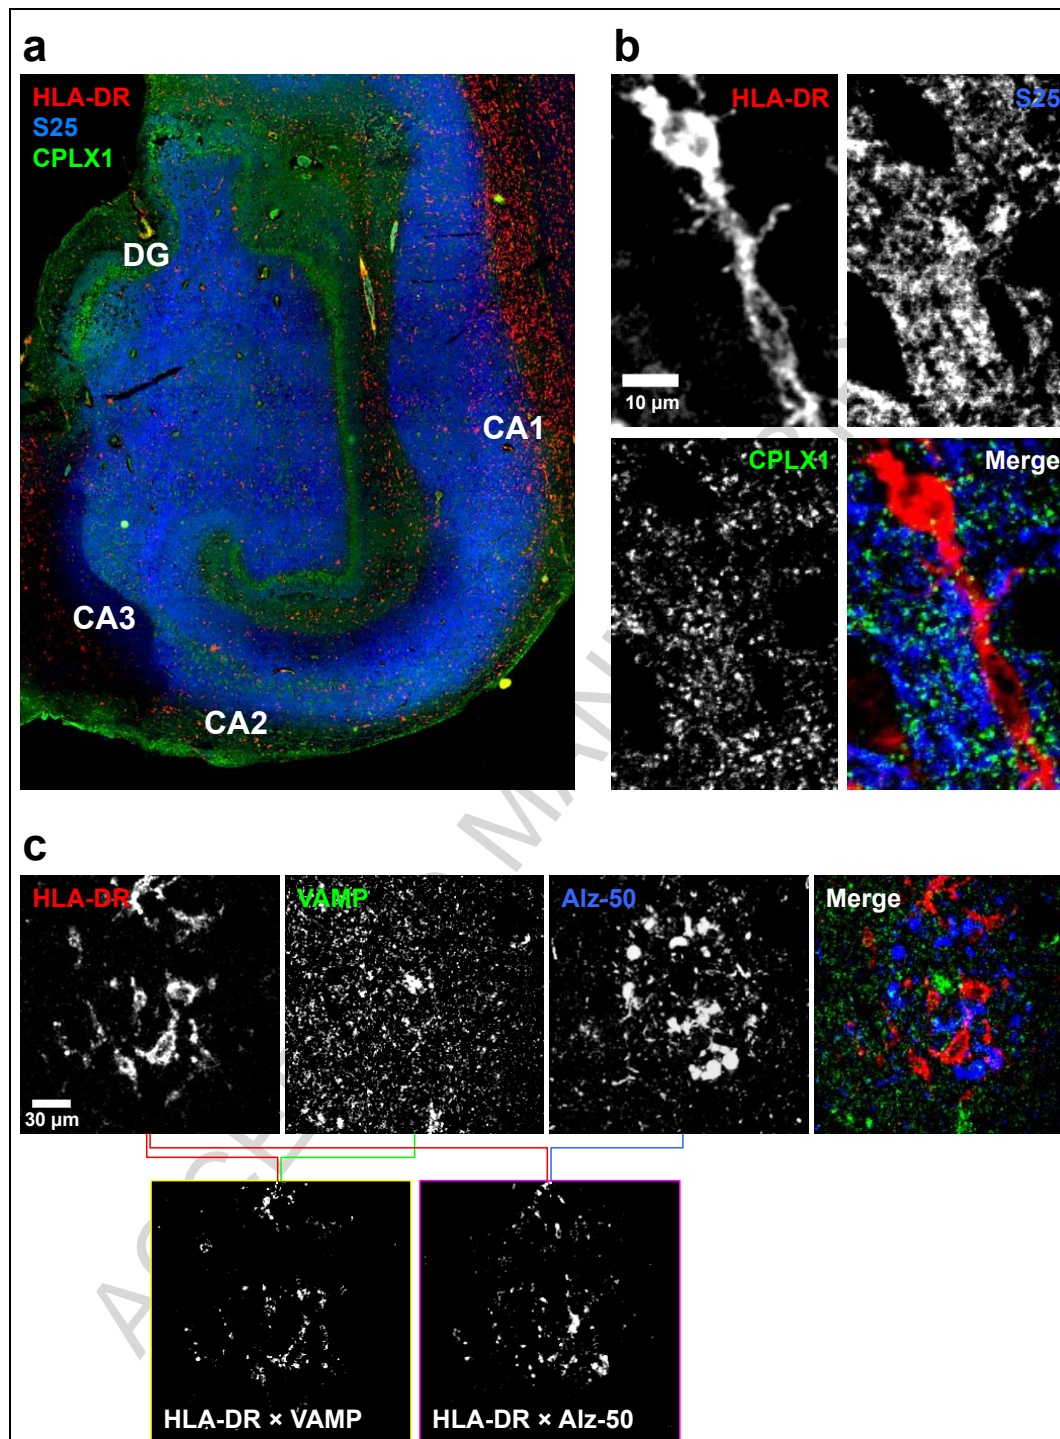 a
HLA-DR
S25
CPLX1
DG
CA1
CA3
CA2
b
HLA-DR
S25
10 µm
CPLX1
Merge
c
HLA-DR
VAMP
Alz-50
Merge
30 µm
HLA-DR × VAMP
HLA-DR × Alz-50